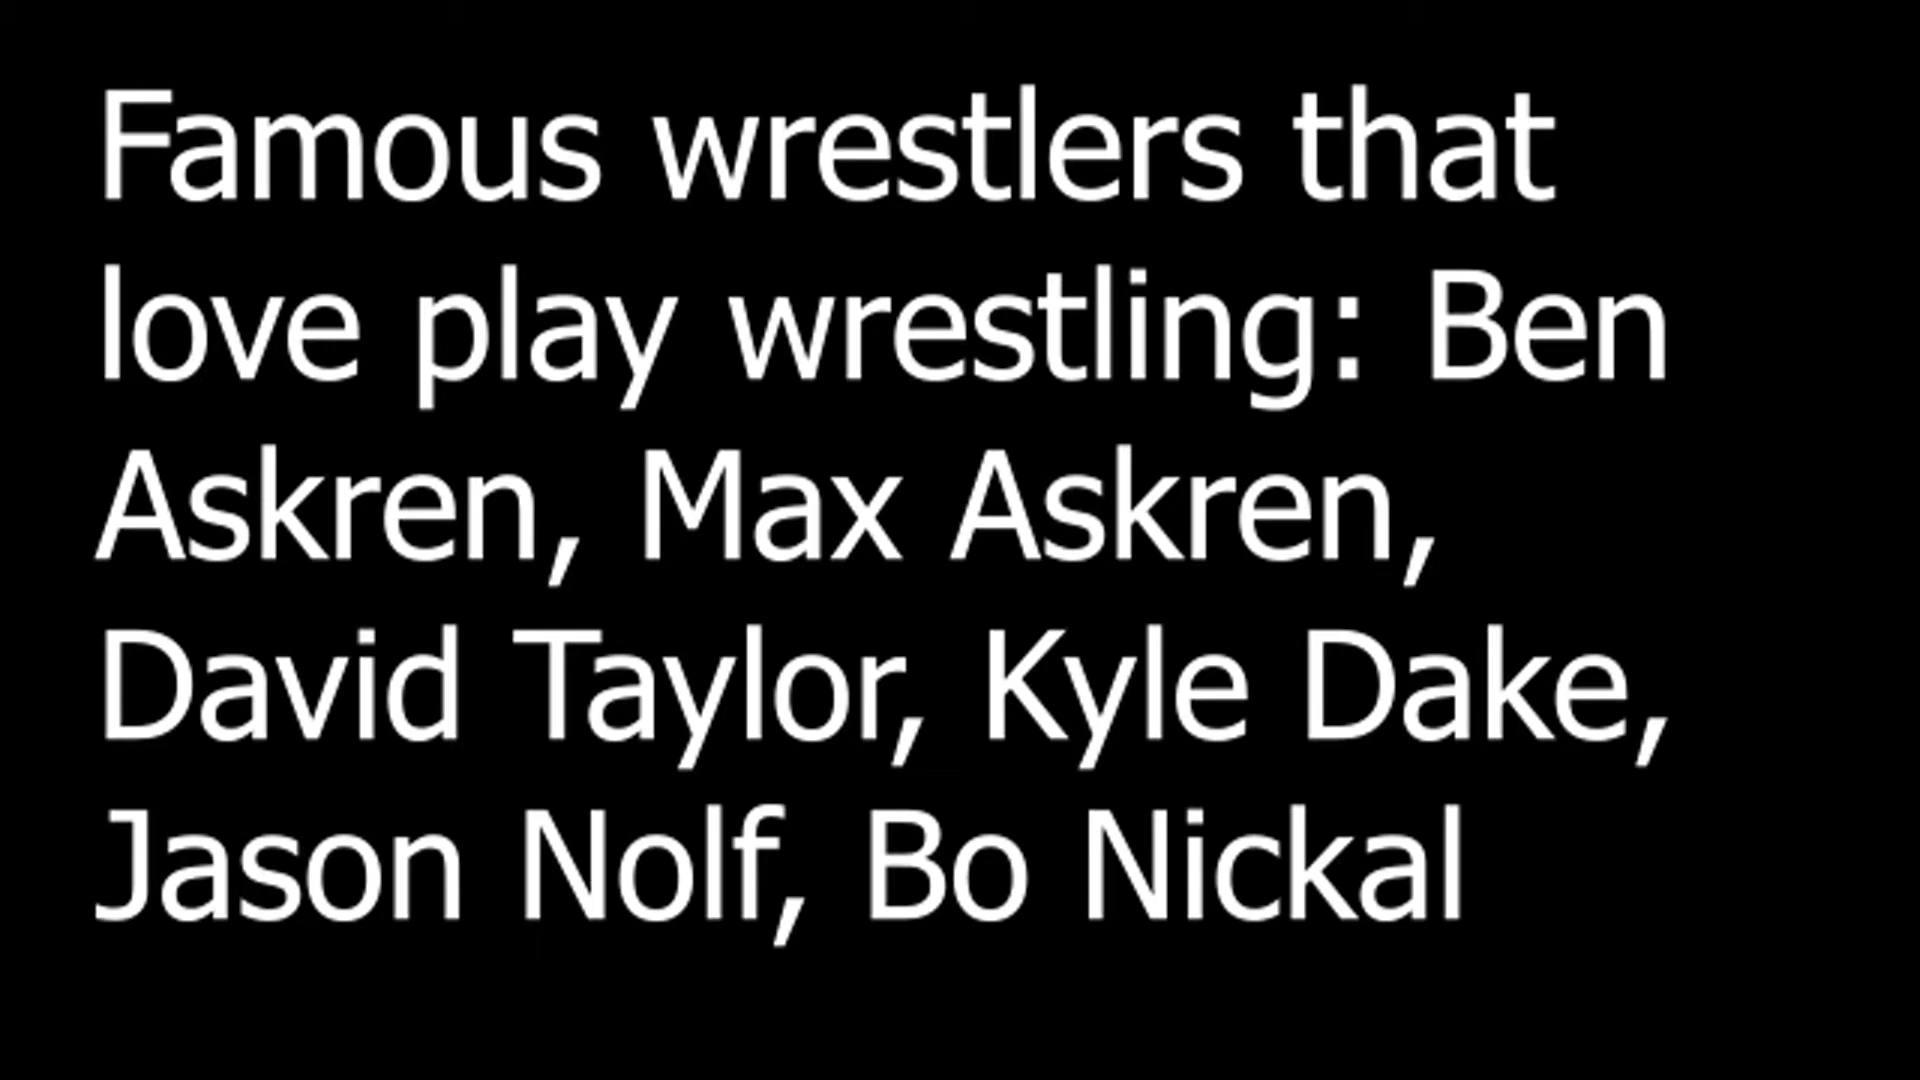 Famous wrestlers that
love play wrestling: Ben
Askren, Max Askren,
David Taylor, Kyle Dake,
Jason Nolf, Bo Nickal